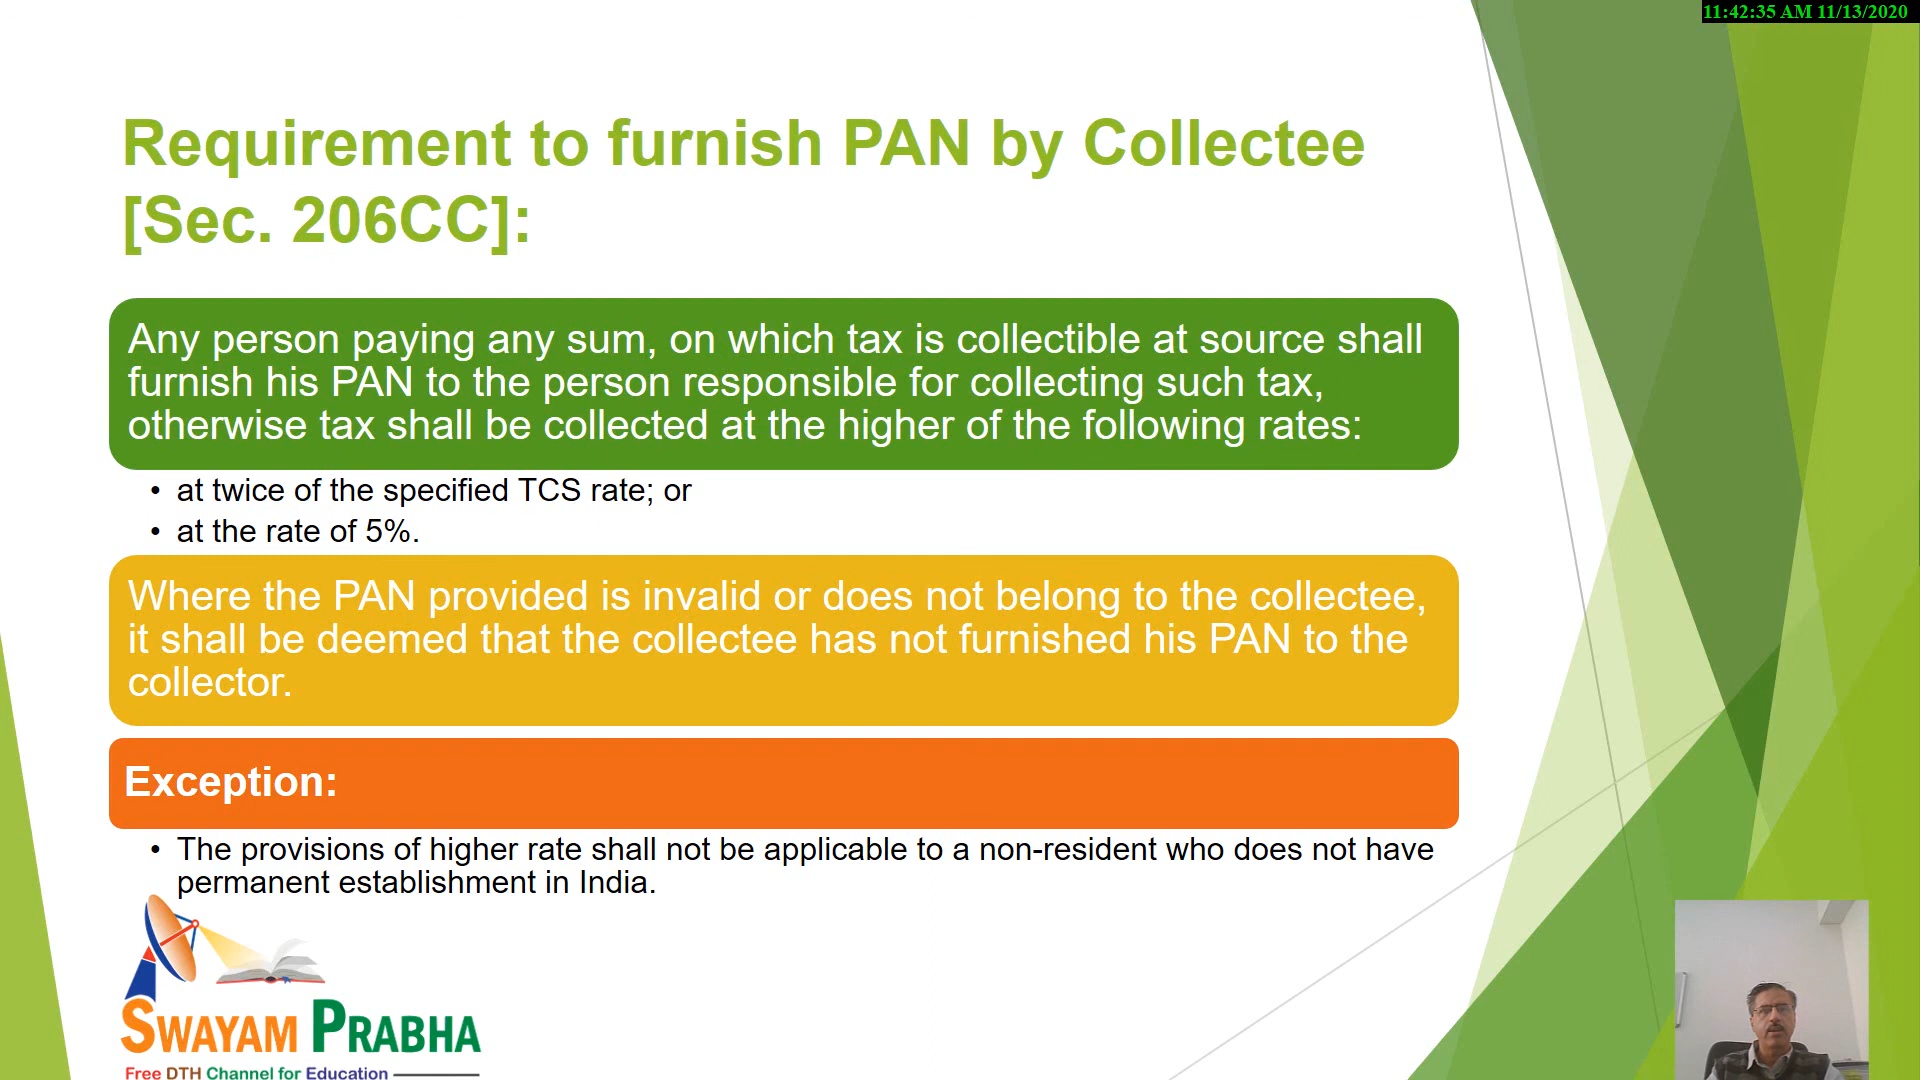 11:42:35 AM 11/13/2020
Requirement to furnish PAN by Collectee
[Sec. 206CC]:
Any person paying any sum, on which tax is collectible at source shall
furnish his PAN to the person responsible for collecting such tax,
otherwise tax shall be collected at the higher of the following rates:
• at twice of the specified TCS rate; or
• at the rate of 5%.
Where the PAN provided is invalid or does not belong to the collectee,
it shall be deemed that the collectee has not furnished his PAN to the
collector.
Exception:
• The provisions of higher rate shall not be applicable to a non-resident who does not have
permanent establishment in India.
SWAYAM PRABHA
Free DTH Channel for Education